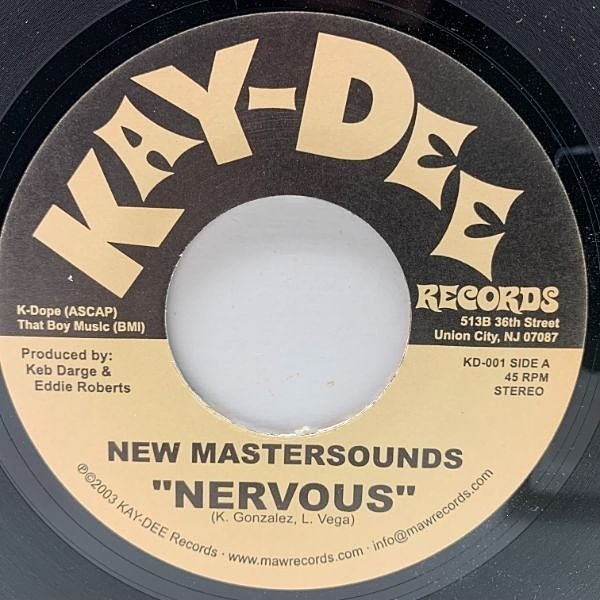 KAY-DEE
RECORDS
513B 36th Street
Union City, NJ 07087
K-Dope (ASCAP)
That Boy Music (BMI)
Produced by:
Keb Darge &
Eddie Roberts
KD-001 SIDE A
45 RPM
STEREO
NEW MASTERSOUNDS
"NERVOUS"
(K. Gonzalez, L. Vega)
℗©2003 KAY-DEE Records · www.mawrecords.com · info@mawrecords.com